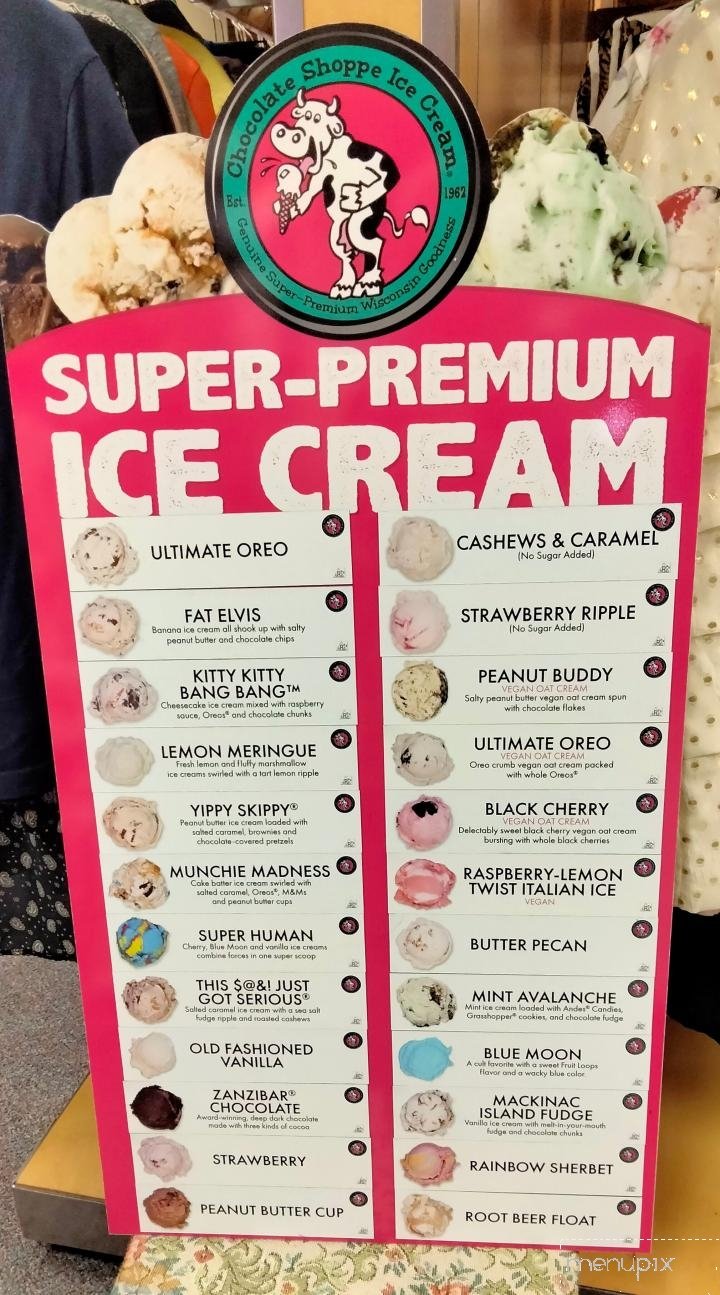 Chocolate Shoppe Ice Cream®
Est. 1962
Genuine Super-Premium Wisconsin Goodness
SUPER-PREMIUM
ICE CREAM
ULTIMATE OREO
FAT ELVIS
Banana ice cream all shook up with salty
peanut butter and chocolate chips
KITTY KITTY
BANG BANG™
Cheesecake ice cream mixed with raspberry
sauce, Oreos® and chocolate chunks
LEMON MERINGUE
Fresh lemon and fluffy marshmallow
ice creams swirled with a tart lemon ripple
YIPPY SKIPPY®
Peanut butter ice cream loaded with
salted caramel, brownies and
chocolate-covered pretzels
MUNCHIE MADNESS
Cake batter ice cream swirled with
salted caramel, Oreos®, M&Ms
and peanut butter cups
SUPER HUMAN
Cherry, Blue Moon and vanilla ice creams
combine forces in one super scoop
THIS $@&! JUST
GOT SERIOUS®
Salted caramel ice cream with a sea salt
fudge ripple and roasted cashews
OLD FASHIONED
VANILLA
ZANZIBAR®
CHOCOLATE
Award-winning, deep dark chocolate
made with three kinds of cocoa
STRAWBERRY
PEANUT BUTTER CUP
CASHEWS & CARAMEL
(No Sugar Added)
STRAWBERRY RIPPLE
(No Sugar Added)
PEANUT BUDDY
VEGAN OAT CREAM
Salty peanut butter vegan oat cream spun
with chocolate flakes
ULTIMATE OREO
VEGAN OAT CREAM
Oreo crumb vegan oat cream packed
with whole Oreos®
BLACK CHERRY
VEGAN OAT CREAM
Delectably sweet black cherry vegan oat cream
bursting with whole black cherries
RASPBERRY-LEMON
TWIST ITALIAN ICE
VEGAN
BUTTER PECAN
MINT AVALANCHE
Mint ice cream loaded with Andes® Candies,
Grasshopper® cookies, and chocolate fudge
BLUE MOON
A cult favorite with a sweet Fruit Loops
flavor and a wacky blue color
MACKINAC
ISLAND FUDGE
Vanilla ice cream with melt-in-your-mouth
fudge and chocolate chunks
RAINBOW SHERBET
ROOT BEER FLOAT
menupix